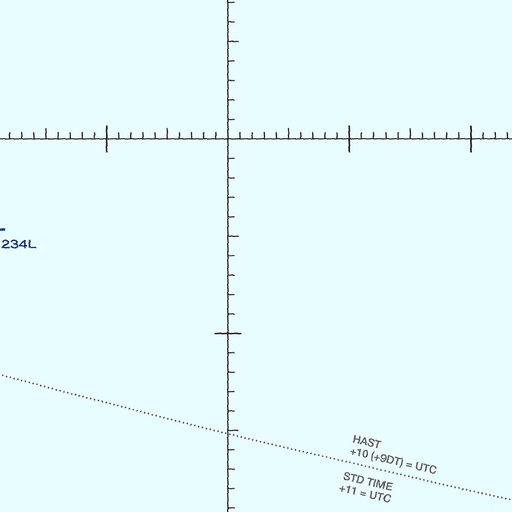 234L
HAST
+10 (+9DT) = UTC
STD TIME
+11 = UTC